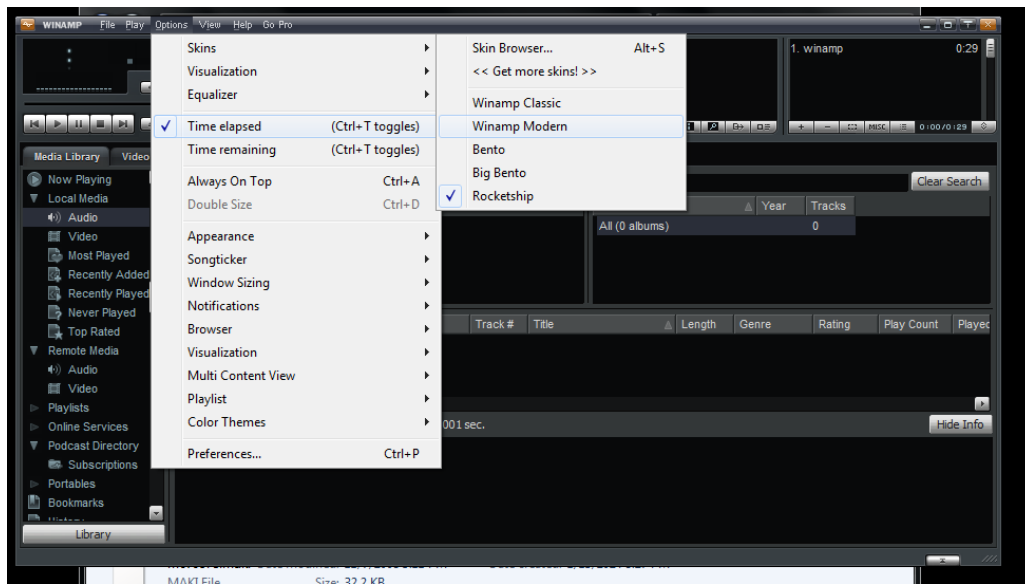 WINAMP File Play Options View Help Go Pro
Skins
Visualization
Equalizer
Time elapsed (Ctrl+T toggles)
Time remaining (Ctrl+T toggles)
Always On Top Ctrl+A
Double Size Ctrl+D
Appearance
Songticker
Window Sizing
Notifications
Browser
Visualization
Multi Content View
Playlist
Color Themes
Preferences... Ctrl+P
Skin Browser... Alt+S
<< Get more skins! >>
Winamp Classic
Winamp Modern
Bento
Big Bento
Rocketship
1. winamp 0:29
MISC 0:00/0:29
Media Library Video
Now Playing
Local Media
Audio
Video
Most Played
Recently Added
Recently Played
Never Played
Top Rated
Remote Media
Audio
Video
Playlists
Online Services
Podcast Directory
Subscriptions
Portables
Bookmarks
Library
Clear Search
Year Tracks
All (0 albums) 0
Track # Title Length Genre Rating Play Count Played
001 sec.
Hide Info
MAKI File Size: 32.2 KB